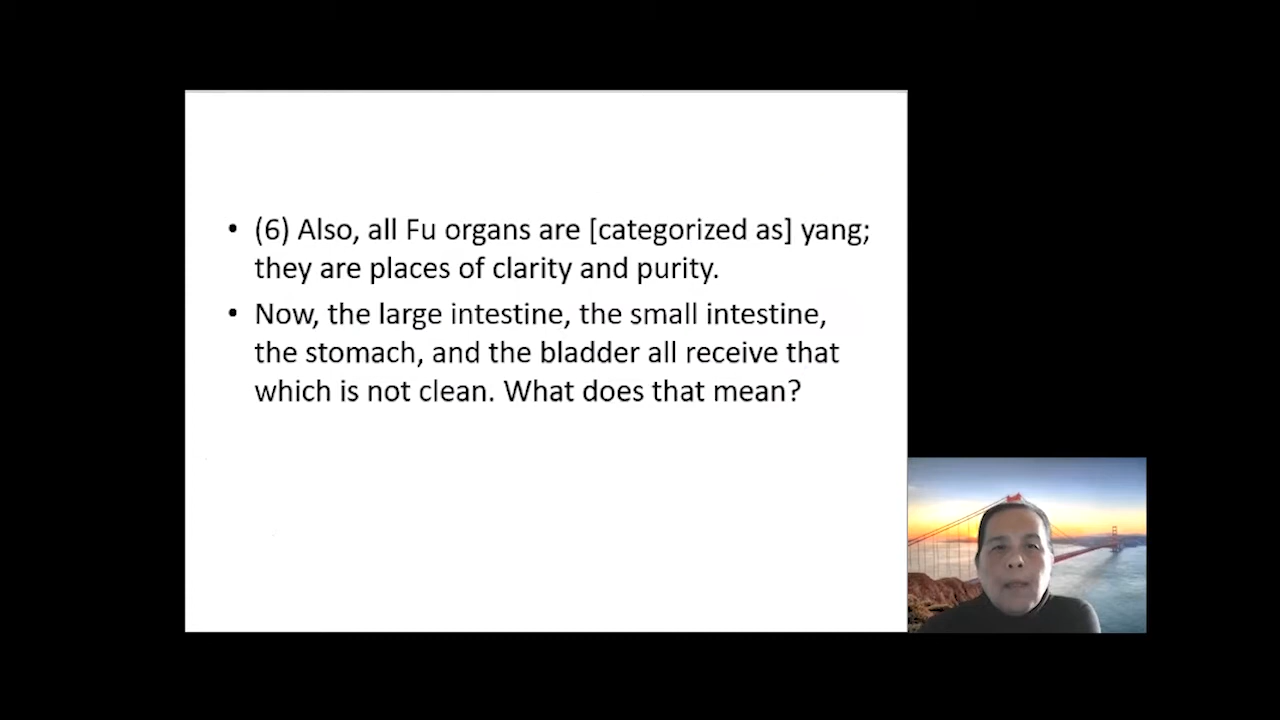 • (6) Also, all Fu organs are [categorized as] yang;
they are places of clarity and purity.
• Now, the large intestine, the small intestine,
the stomach, and the bladder all receive that
which is not clean. What does that mean?